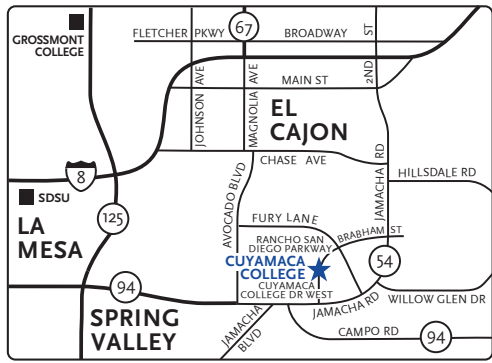 GROSSMONT
COLLEGE
FLETCHER PKWY
67
BROADWAY
2ND ST
JOHNSON AVE
MAGNOLIA AVE
MAIN ST
EL
CAJON
CHASE AVE
8
SDSU
LA
MESA
125
AVOCADO BLVD
JAMACHA RD
HILLSDALE RD
FURY LANE
RANCHO SAN
DIEGO PARKWAY
BRABHAM ST
CUYAMACA
COLLEGE
CUYAMACA
COLLEGE DR WEST
54
94
JAMACHA RD
WILLOW GLEN DR
SPRING
VALLEY
JAMACHA
BLVD
CAMPO RD
94